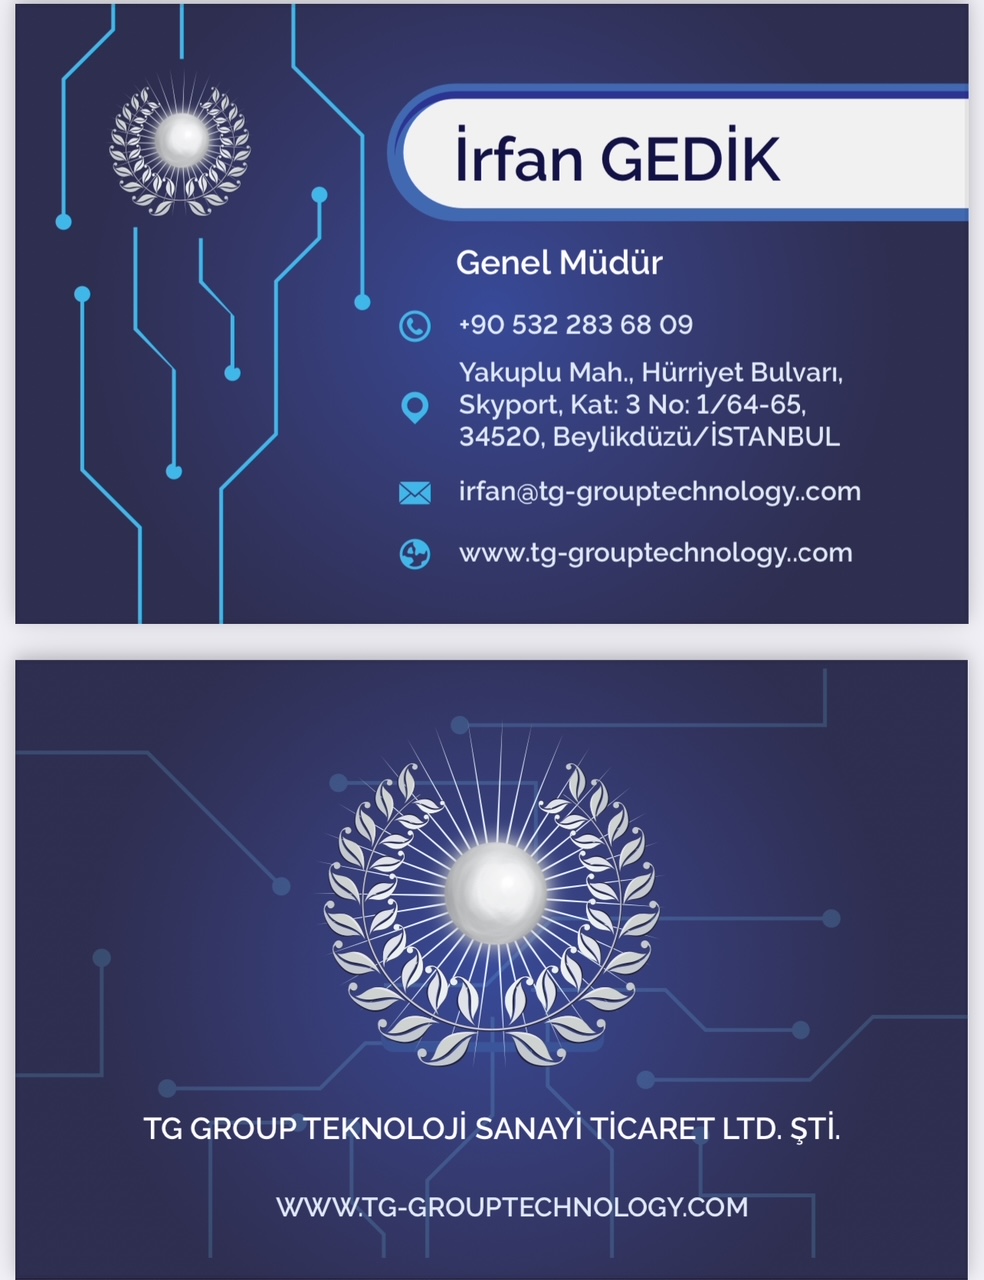 İrfan GEDİK
Genel Müdür
+90 532 283 68 09
Yakuplu Mah., Hürriyet Bulvarı,
Skyport, Kat: 3 No: 1/64-65,
34520, Beylikdüzü/İSTANBUL
irfan@tg-grouptechnology..com
www.tg-grouptechnology..com
TG GROUP TEKNOLOJİ SANAYİ TİCARET LTD. ŞTİ.
WWW.TG-GROUPTECHNOLOGY.COM